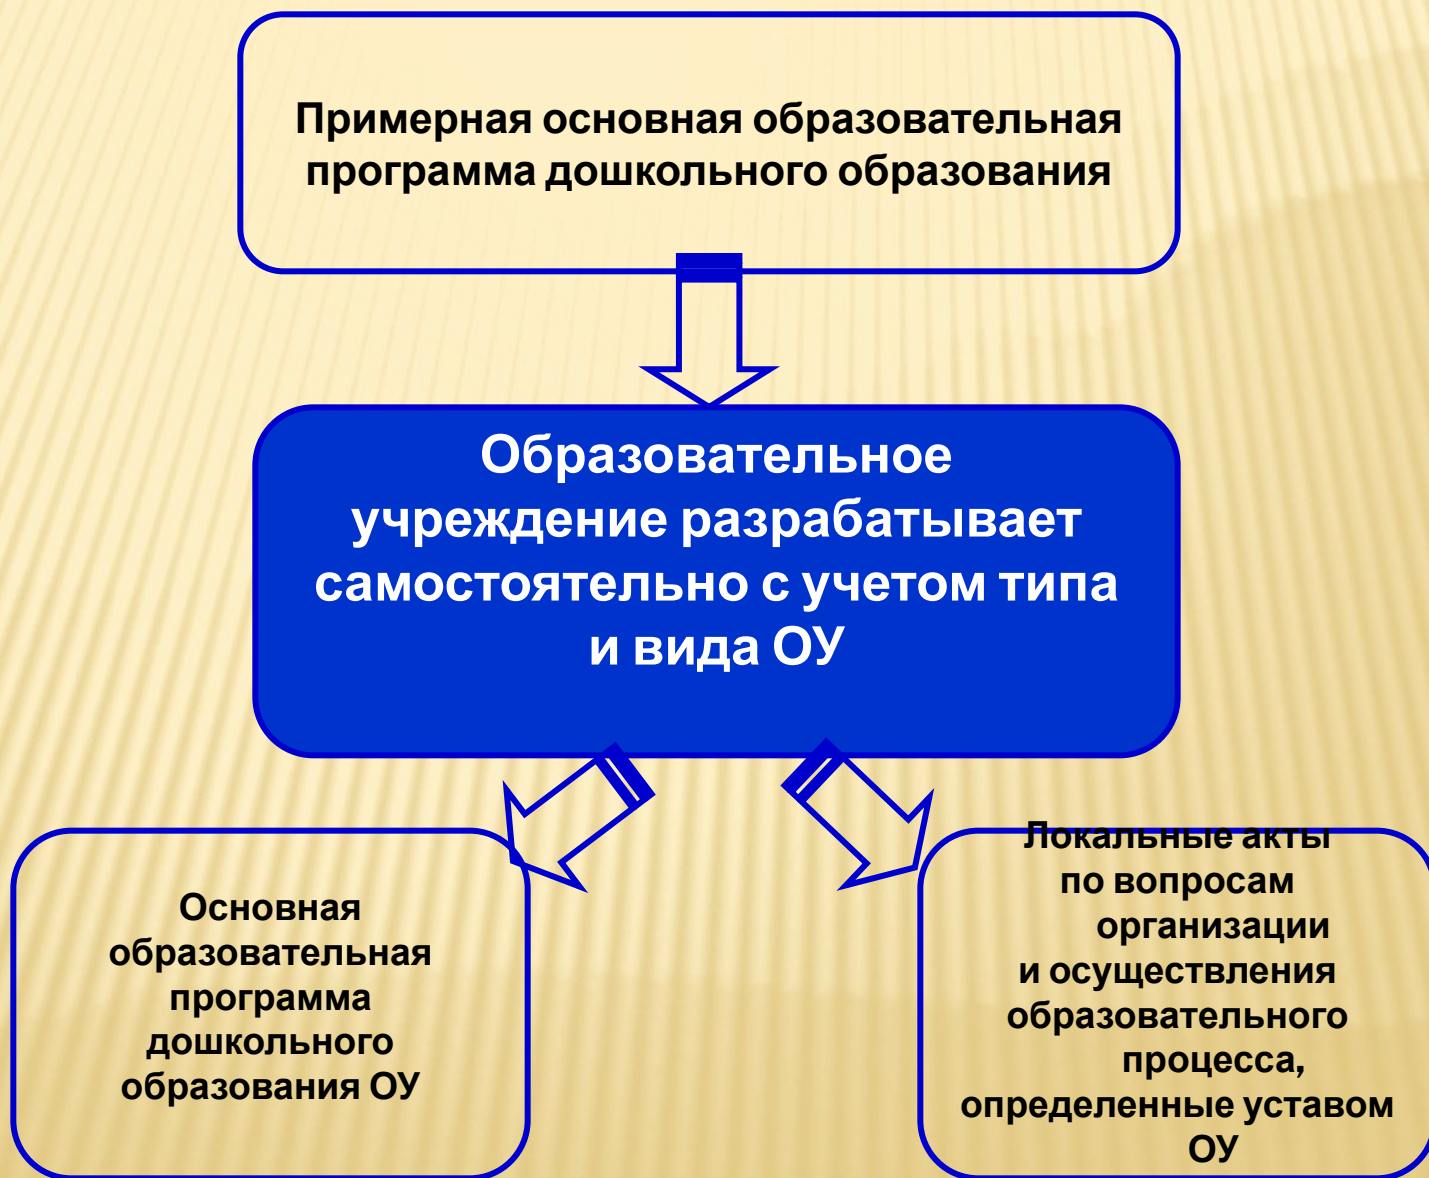 Примерная основная образовательная
программа дошкольного образования
Образовательное
учреждение разрабатывает
самостоятельно с учетом типа
и вида ОУ
Основная
образовательная
программа
дошкольного
образования ОУ
Локальные акты
по вопросам
организации
и осуществления
образовательного
процесса,
определенные уставом
ОУ